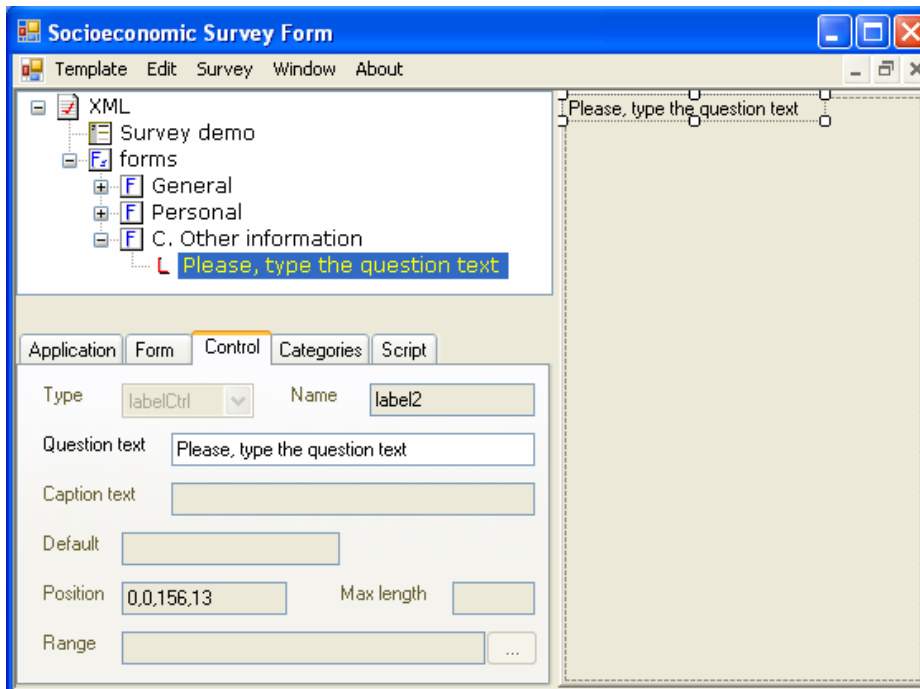 Socioeconomic Survey Form
Template Edit Survey Window About
XML
Survey demo
forms
F General
F Personal
F C. Other information
L Please, type the question text
Please, type the question text
Application Form Control Categories Script
Type labelCtrl Name label2
Question text Please, type the question text
Caption text
Default
Position 0,0,156,13 Max length
Range ...